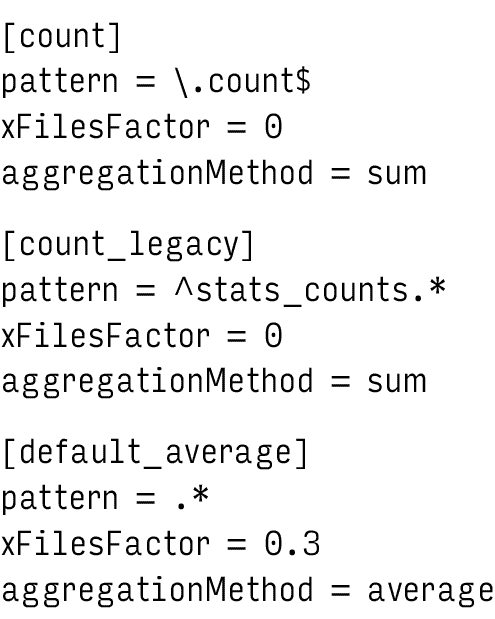 [count]
pattern = \.count$
xFilesFactor = 0
aggregationMethod = sum
[count_legacy]
pattern = ^stats_counts.*
xFilesFactor = 0
aggregationMethod = sum
[default_average]
pattern = .*
xFilesFactor = 0.3
aggregationMethod = average